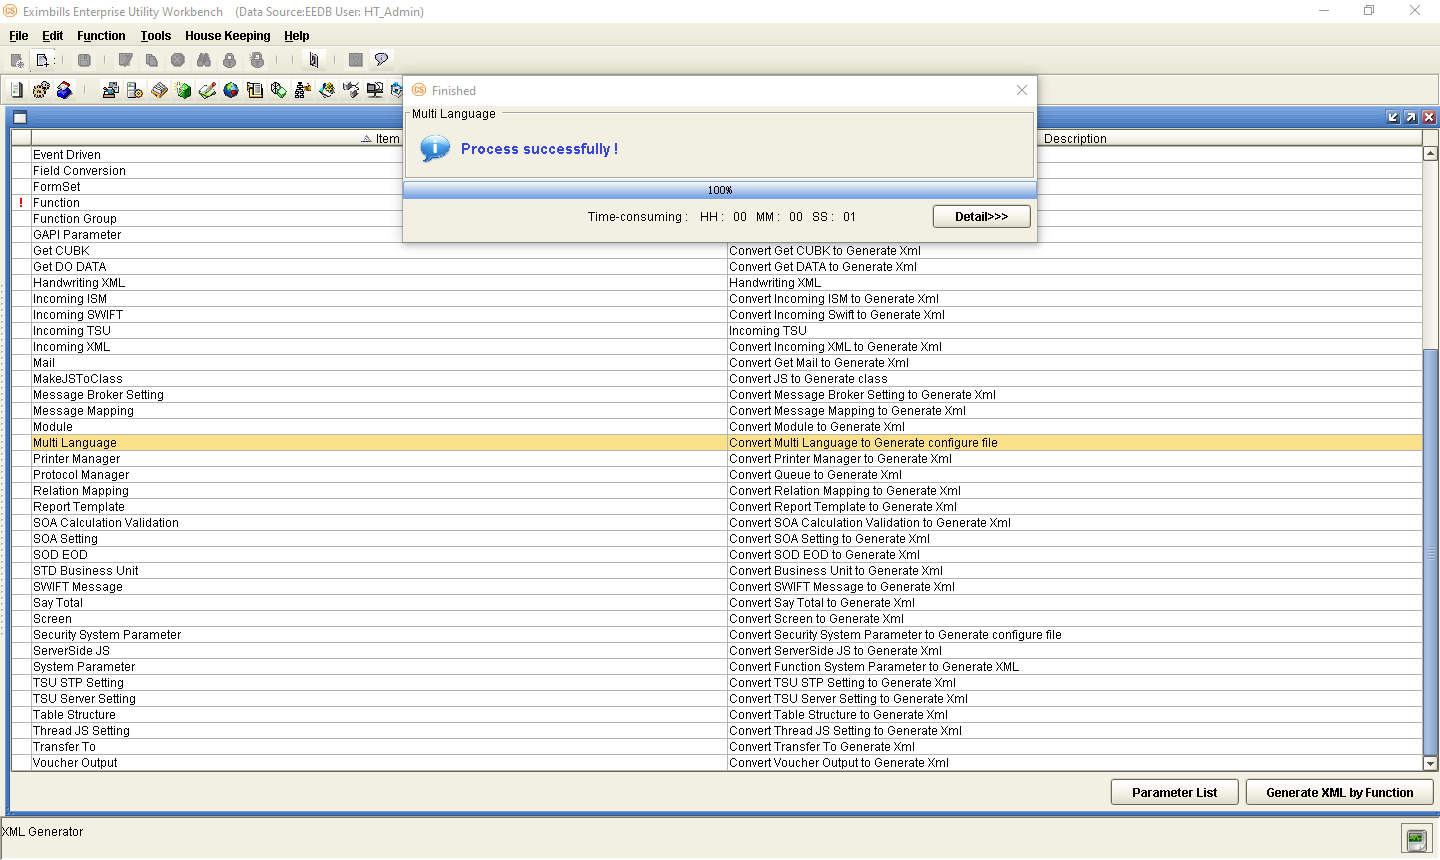 Eximbills Enterprise Utility Workbench (Data Source:EEDB User: HT_Admin)
File Edit Function Tools House Keeping Help
Finished
Multi Language
Process successfully !
100%
Time-consuming : HH : 00 MM : 00 SS : 01
Detail>>>
Item Description
Event Driven
Field Conversion
FormSet
! Function
Function Group
GAPI Parameter
Get CUBK Convert Get CUBK to Generate Xml
Get DO DATA Convert Get DATA to Generate Xml
Handwriting XML Handwriting XML
Incoming ISM Convert Incoming ISM to Generate Xml
Incoming SWIFT Convert Incoming Swift to Generate Xml
Incoming TSU Incoming TSU
Incoming XML Convert Incoming XML to Generate Xml
Mail Convert Get Mail to Generate Xml
MakeJSToClass Convert JS to Generate class
Message Broker Setting Convert Message Broker Setting to Generate Xml
Message Mapping Convert Message Mapping to Generate Xml
Module Convert Module to Generate Xml
Multi Language Convert Multi Language to Generate configure file
Printer Manager Convert Printer Manager to Generate Xml
Protocol Manager Convert Queue to Generate Xml
Relation Mapping Convert Relation Mapping to Generate Xml
Report Template Convert Report Template to Generate Xml
SOA Calculation Validation Convert SOA Calculation Validation to Generate Xml
SOA Setting Convert SOA Setting to Generate Xml
SOD EOD Convert SOD EOD to Generate Xml
STD Business Unit Convert Business Unit to Generate Xml
SWIFT Message Convert SWIFT Message to Generate Xml
Say Total Convert Say Total to Generate Xml
Screen Convert Screen to Generate Xml
Security System Parameter Convert Security System Parameter to Generate configure file
ServerSide JS Convert ServerSide JS to Generate Xml
System Parameter Convert Function System Parameter to Generate XML
TSU STP Setting Convert TSU STP Setting to Generate Xml
TSU Server Setting Convert TSU Server Setting to Generate Xml
Table Structure Convert Table Structure to Generate Xml
Thread JS Setting Convert Thread JS Setting to Generate Xml
Transfer To Convert Transfer To Generate Xml
Voucher Output Convert Voucher Output to Generate Xml
Parameter List Generate XML by Function
XML Generator